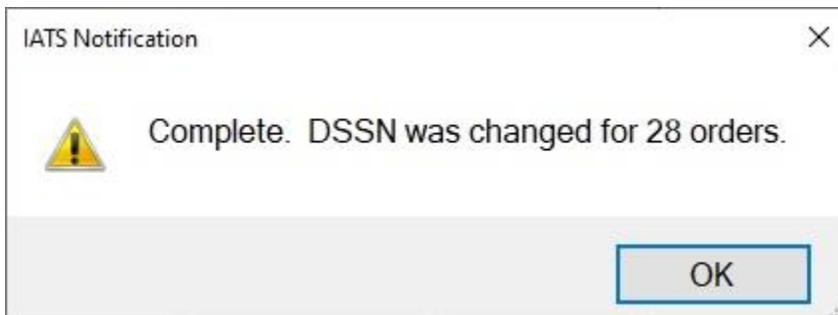 IATS Notification
Complete.  DSSN was changed for 28 orders.
OK